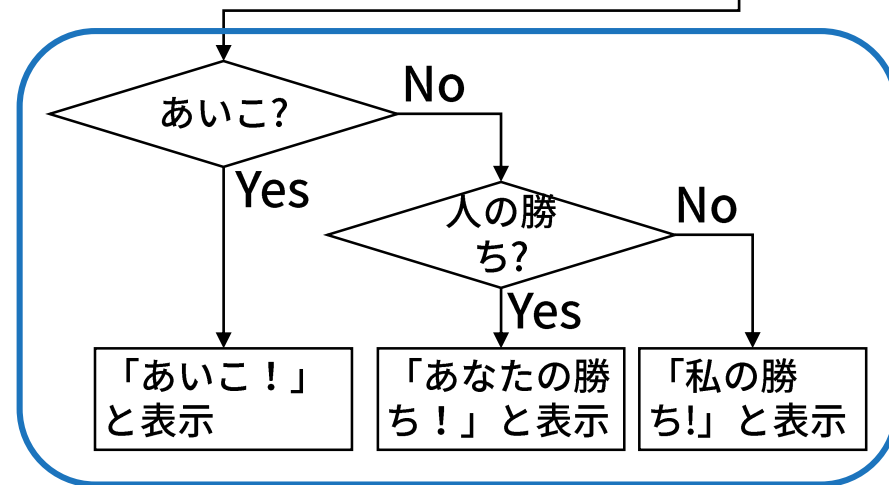 あいこ?
No
Yes
人の勝
ち?
No
Yes
「あいこ！」
と表示
「あなたの勝
ち！」と表示
「私の勝
ち!」と表示